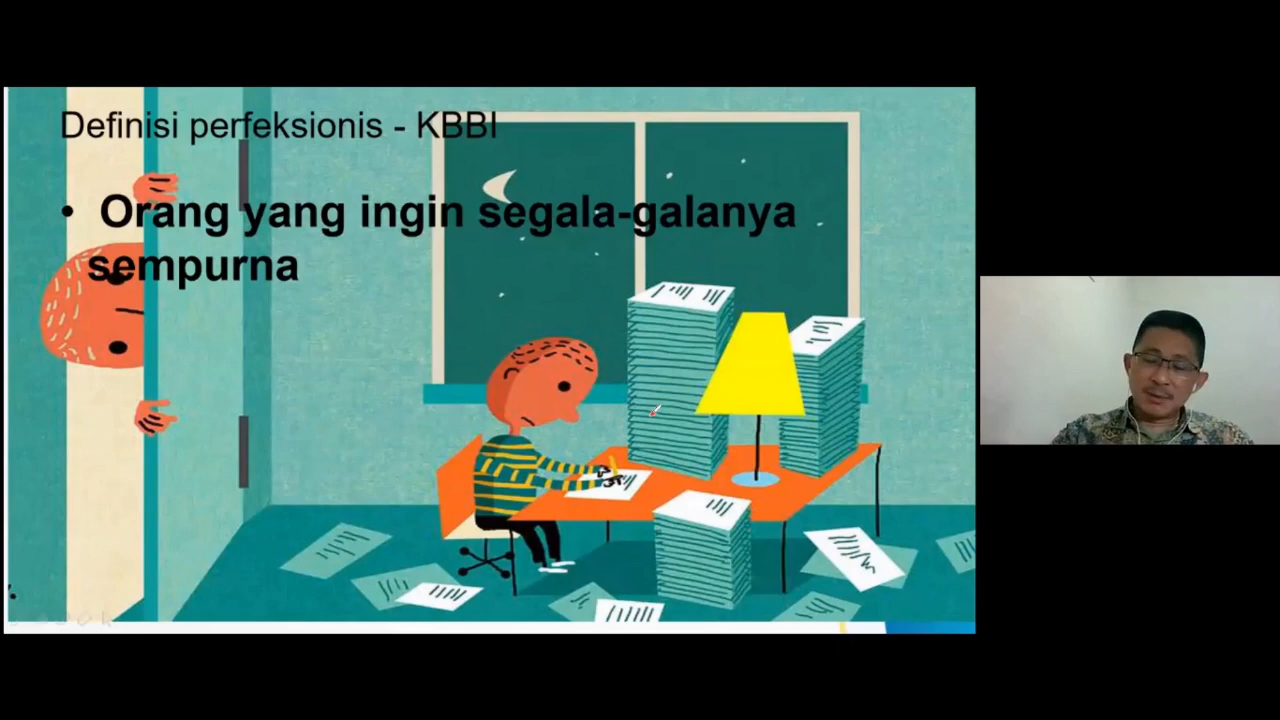 Definisi perfeksionis - KBBI
• Orang yang ingin segala-galanya
sempurna